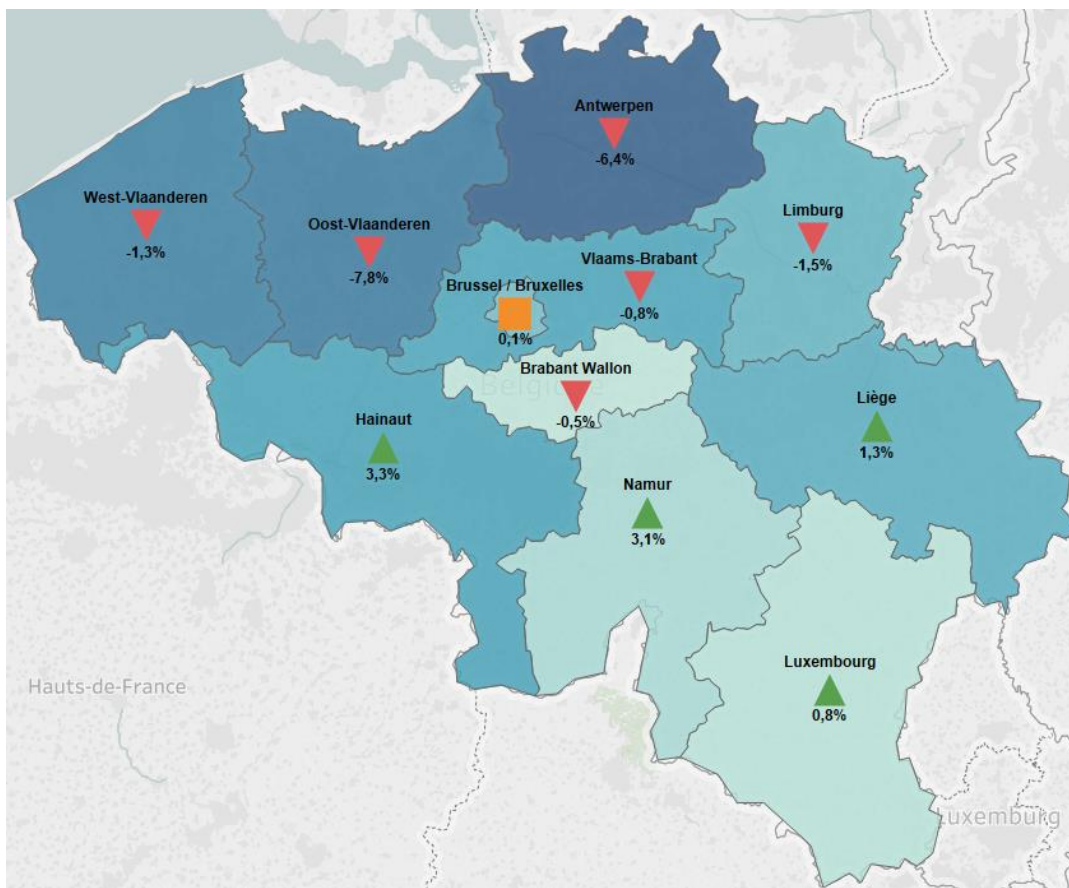 Antwerpen
-6,4%
West-Vlaanderen
-1,3%
Oost-Vlaanderen
-7,8%
Limburg
-1,5%
Vlaams-Brabant
-0,8%
Brussel / Bruxelles
0,1%
Brabant Wallon
Belgique
-0,5%
Hainaut
3,3%
Liège
1,3%
Namur
3,1%
Luxembourg
0,8%
Hauts-de-France
Luxemburg